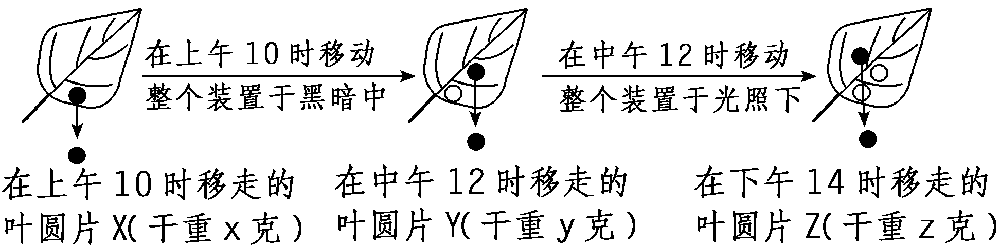 在上午10时移动
整个装置于黑暗中
在中午12时移动
整个装置于光照下
在上午10时移走的
叶圆片X(干重x克)
在中午12时移走的
叶圆片Y(干重y克)
在下午14时移走的
叶圆片Z(干重z克)